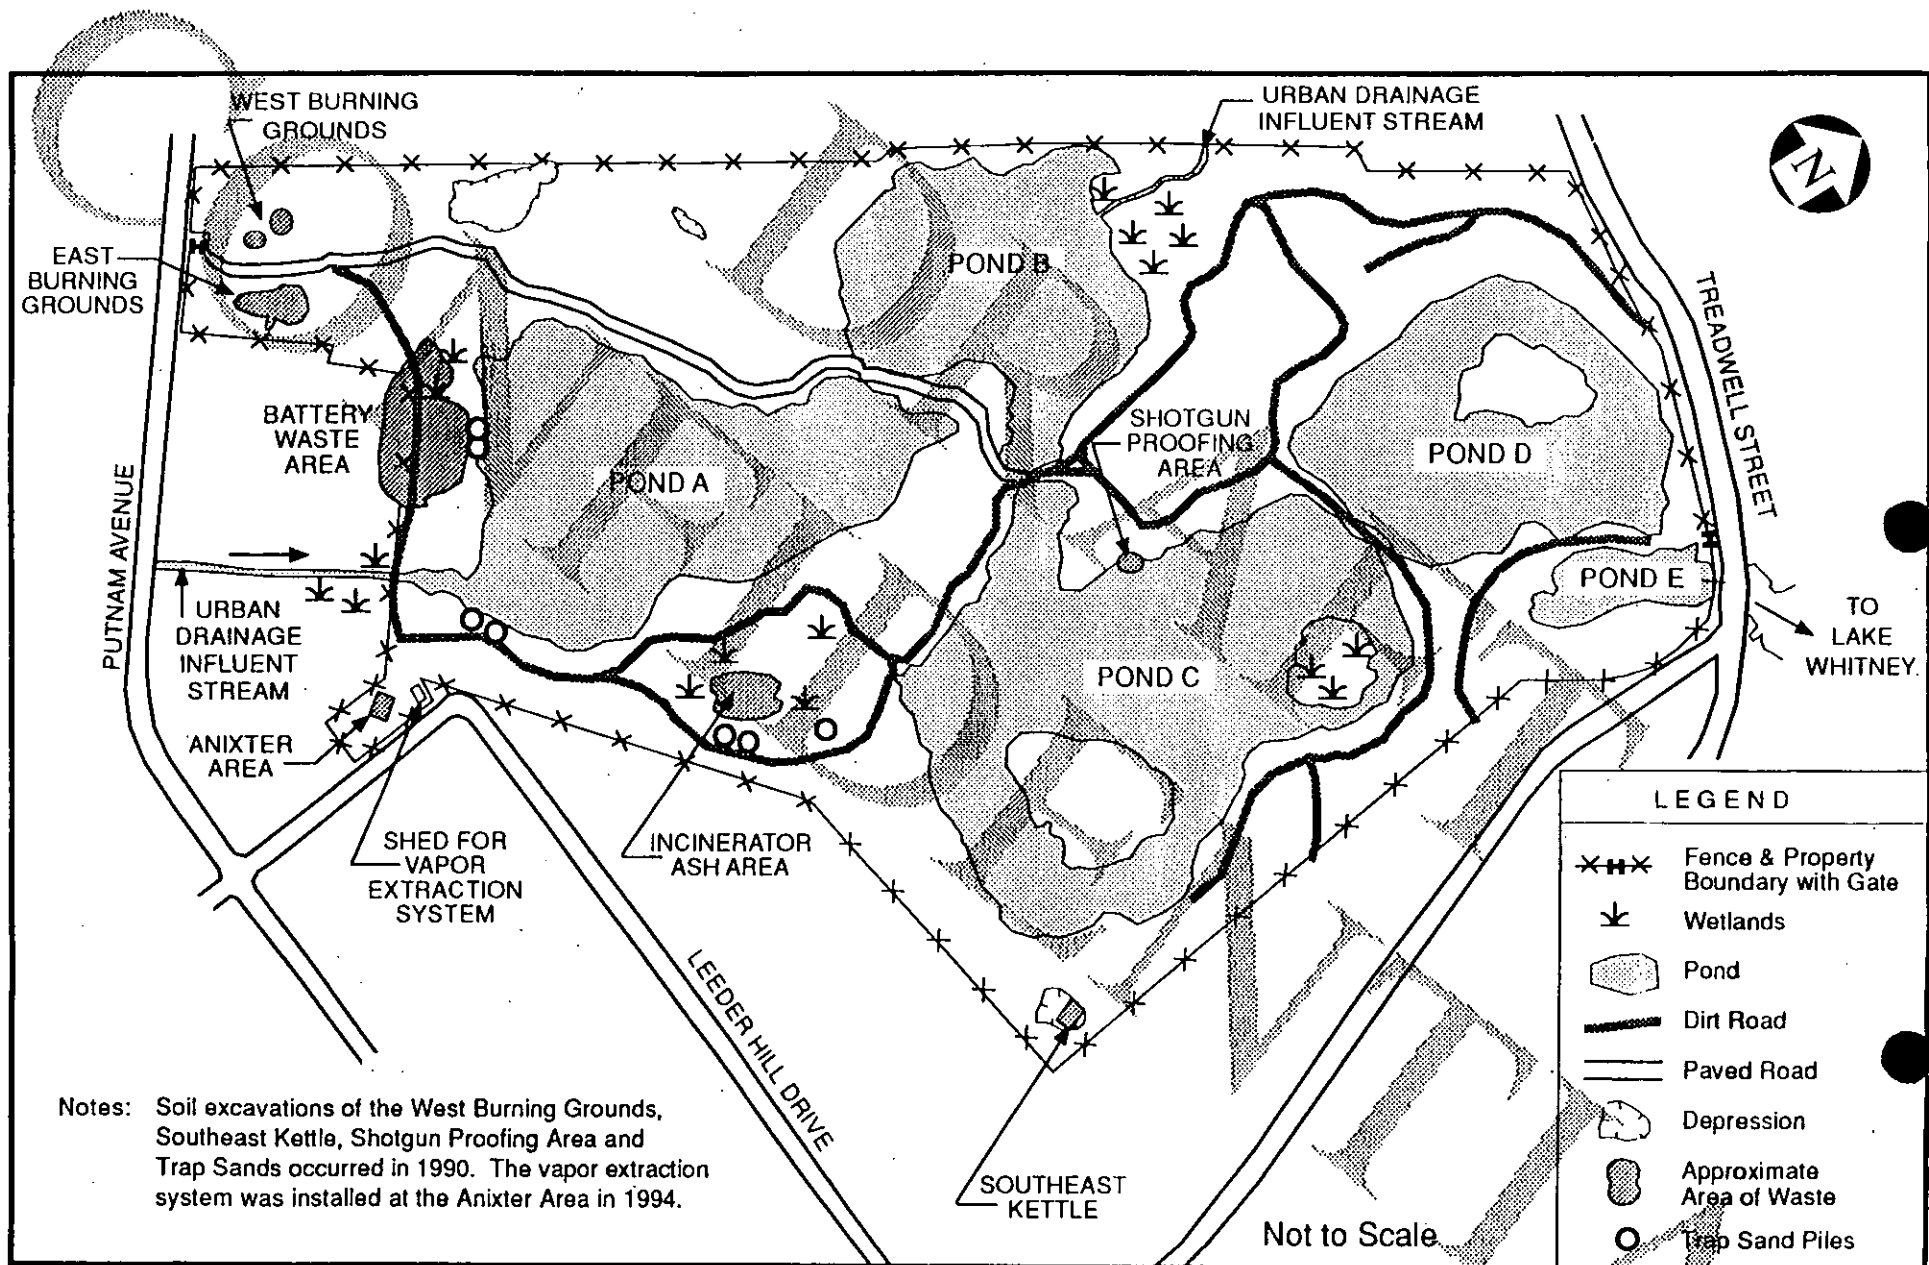 WEST BURNING
GROUNDS
URBAN DRAINAGE
INFLUENT STREAM
N
EAST
BURNING
GROUNDS
POND B
TREADWELL STREET
BATTERY
WASTE
AREA
SHOTGUN
PROOFING
AREA
POND D
POND A
PUTNAM AVENUE
POND E
URBAN
DRAINAGE
INFLUENT
STREAM
TO
LAKE
WHITNEY
POND C
ANIXTER
AREA
SHED FOR
VAPOR
EXTRACTION
SYSTEM
INCINERATOR
ASH AREA
LEEDER HILL DRIVE
SOUTHEAST
KETTLE
Not to Scale
Notes: Soil excavations of the West Burning Grounds,
Southeast Kettle, Shotgun Proofing Area and
Trap Sands occurred in 1990. The vapor extraction
system was installed at the Anixter Area in 1994.
LEGEND
Fence & Property
Boundary with Gate
Wetlands
Pond
Dirt Road
Paved Road
Depression
Approximate
Area of Waste
Trap Sand Piles